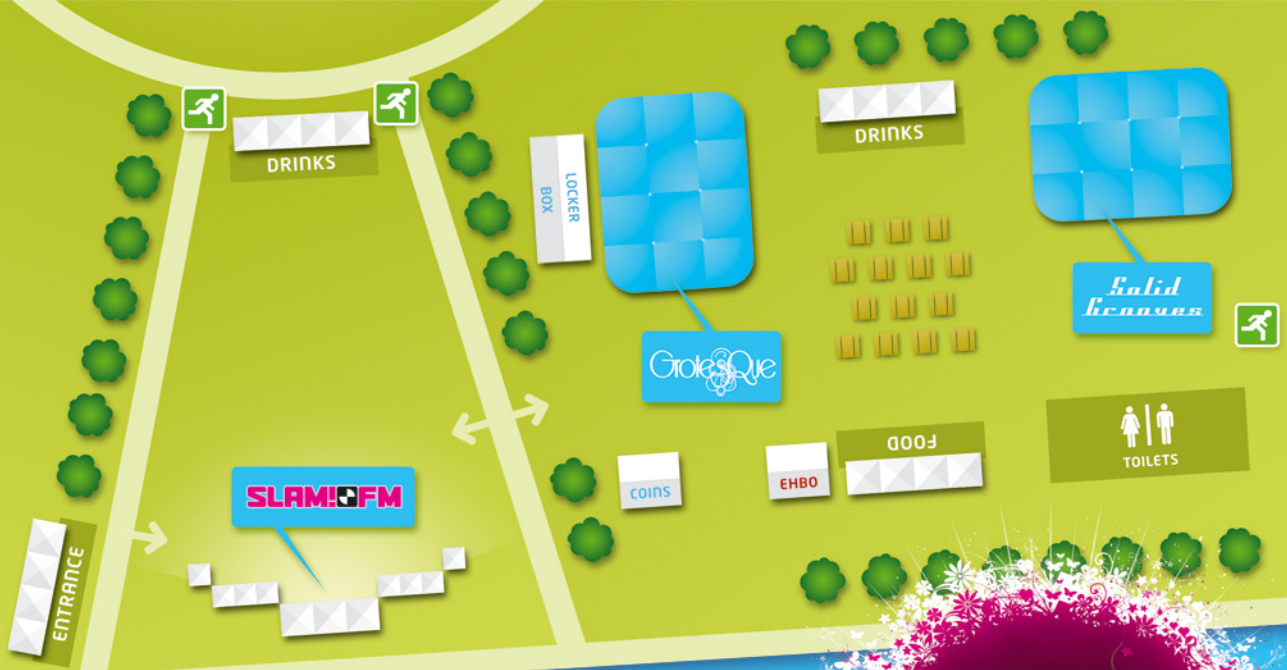 DRINKS
DRINKS
LOCKER
BOX
Solid
Grooves
GrotesQue
FOOD
TOILETS
COINS
EHBO
SLAM!FM
ENTRANCE